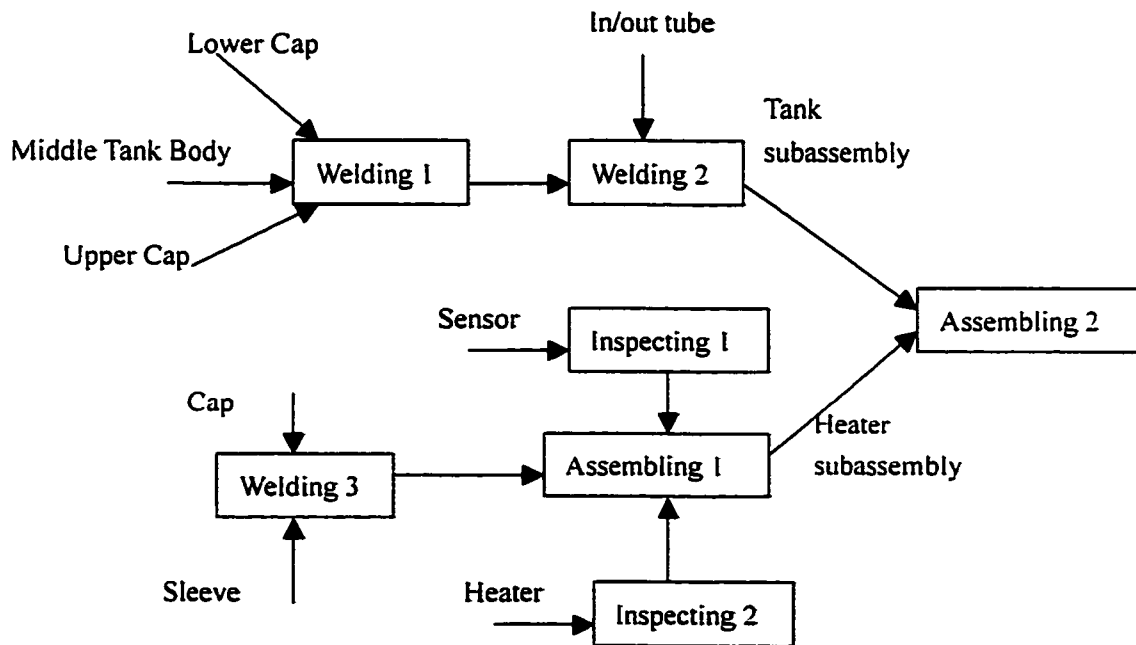 In/out tube
Lower Cap
Tank
subassembly
Middle Tank Body
Welding 1
Welding 2
Upper Cap
Sensor
Inspecting 1
Assembling 2
Cap
Heater
subassembly
Assembling 1
Welding 3
Sleeve
Heater
Inspecting 2